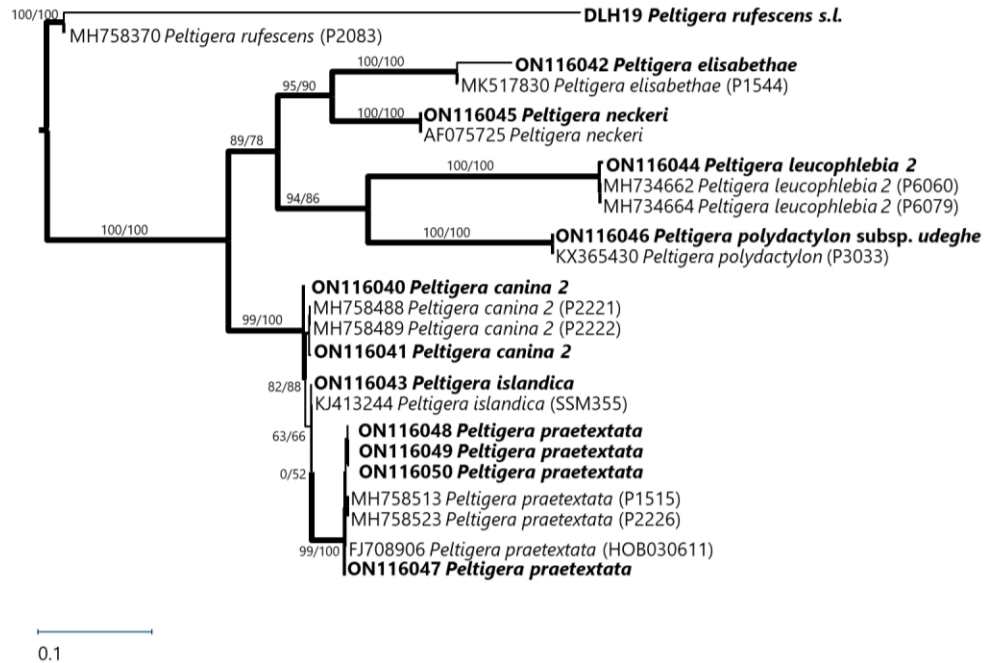 100/100
DLH19 Peltigera rufescens s.l.
MH758370 Peltigera rufescens (P2083)
100/100
ON116042 Peltigera elisabethae
MK517830 Peltigera elisabethae (P1544)
95/90
100/100
ON116045 Peltigera neckeri
AF075725 Peltigera neckeri
89/78
100/100
ON116044 Peltigera leucophlebia 2
MH734662 Peltigera leucophlebia 2 (P6060)
94/86
MH734664 Peltigera leucophlebia 2 (P6079)
100/100
100/100
ON116046 Peltigera polydactylon subsp. udeghe
KX365430 Peltigera polydactylon (P3033)
ON116040 Peltigera canina 2
MH758488 Peltigera canina 2 (P2221)
99/100
MH758489 Peltigera canina 2 (P2222)
ON116041 Peltigera canina 2
82/88
ON116043 Peltigera islandica
KJ413244 Peltigera islandica (SSM355)
63/66
ON116048 Peltigera praetextata
ON116049 Peltigera praetextata
0/52
ON116050 Peltigera praetextata
MH758513 Peltigera praetextata (P1515)
MH758523 Peltigera praetextata (P2226)
99/100
FJ708906 Peltigera praetextata (HOB030611)
ON116047 Peltigera praetextata
0.1